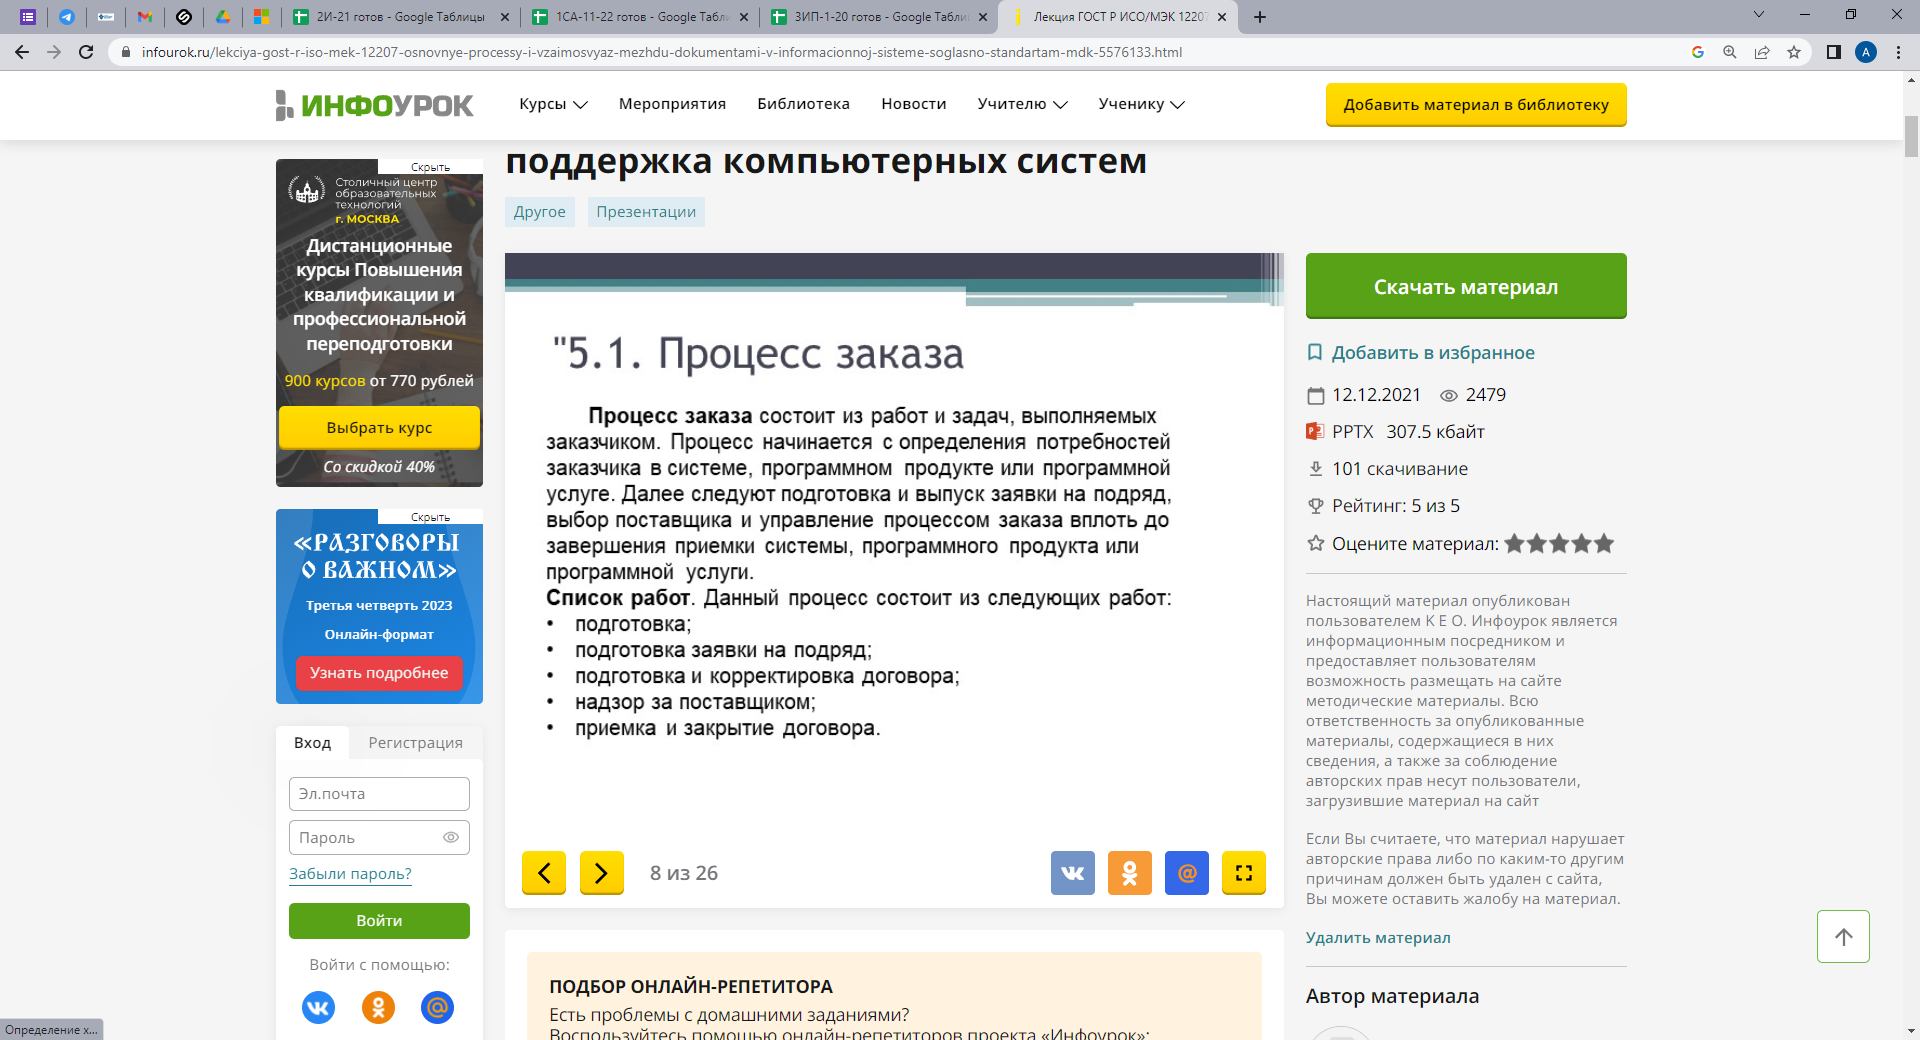 2И-21 готов - Google Таблицы
1СА-11-22 готов - Google Табл
3ИП-1-20 готов - Google Табли
Лекция ГОСТ Р ИСО/МЭК 12207
infourok.ru/lekciya-gost-r-iso-mek-12207-osnovnye-processy-i-vzaimosvyaz-mezhdu-dokumentami-v-informacionnoj-sisteme-soglasno-standartam-mdk-5576133.html
A
ИНФОУРОК
Курсы
Мероприятия
Библиотека
Новости
Учителю
Ученику
Добавить материал в библиотеку
поддержка компьютерных систем
Другое
Презентации
Скрыть
Столичный центр
образовательных
технологий
г. МОСКВА
Дистанционные
курсы Повышения
квалификации и
профессиональной
переподготовки
900 курсов от 770 рублей
Выбрать курс
Со скидкой 40%
Скрыть
«РАЗГОВОРЫ
О ВАЖНОМ»
Третья четверть 2023
Онлайн-формат
Узнать подробнее
Вход
Регистрация
Эл.почта
Пароль
Забыли пароль?
Войти
Войти с помощью:
Определение х...
"5.1. Процесс заказа
Процесс заказа состоит из работ и задач, выполняемых
заказчиком. Процесс начинается с определения потребностей
заказчика в системе, программном продукте или программной
услуге. Далее следуют подготовка и выпуск заявки на подряд,
выбор поставщика и управление процессом заказа вплоть до
завершения приемки системы, программного продукта или
программной услуги.
Список работ. Данный процесс состоит из следующих работ:
• подготовка;
• подготовка заявки на подряд;
• подготовка и корректировка договора;
• надзор за поставщиком;
• приемка и закрытие договора.
8 из 26
ПОДБОР ОНЛАЙН-РЕПЕТИТОРА
Есть проблемы с домашними заданиями?
Воспользуйтесь помощью онлайн-репетиторов проекта «Инфоурок»:
Скачать материал
Добавить в избранное
12.12.2021 2479
PPTX 307.5 кбайт
101 скачивание
Рейтинг: 5 из 5
Оцените материал:
Настоящий материал опубликован
пользователем К Е О. Инфоурок является
информационным посредником и
предоставляет пользователям
возможность размещать на сайте
методические материалы. Всю
ответственность за опубликованные
материалы, содержащиеся в них
сведения, а также за соблюдение
авторских прав несут пользователи,
загрузившие материал на сайт
Если Вы считаете, что материал нарушает
авторские права либо по каким-то другим
причинам должен быть удален с сайта,
Вы можете оставить жалобу на материал.
Удалить материал
Автор материала